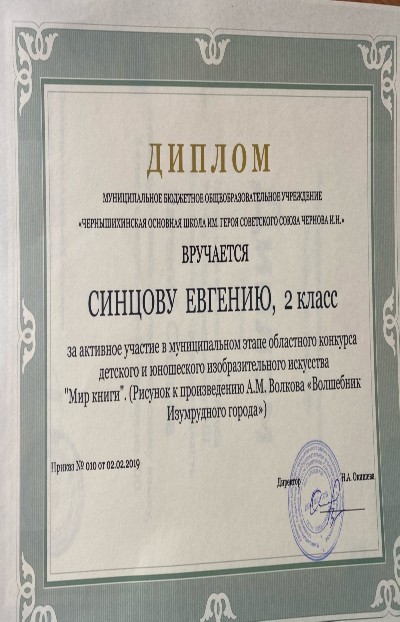 ДИПЛОМ
МУНИЦИПАЛЬНОЕ БЮДЖЕТНОЕ ОБЩЕОБРАЗОВАТЕЛЬНОЕ УЧРЕЖДЕНИЕ
«ЧЕРНЫШИХИНСКАЯ ОСНОВНАЯ ШКОЛА ИМ. ГЕРОЯ СОВЕТСКОГО СОЮЗА ЧЕРНОВА И.Н.»
ВРУЧАЕТСЯ
СИНЦОВУ ЕВГЕНИЮ, 2 класс
за активное участие в муниципальном этапе областного конкурса
детского и юношеского изобразительного искусства
"Мир книги". (Рисунок к произведению А.М. Волкова «Волшебник
Изумрудного города»)
Приказ № 010 от 02.02.2019
Директор Н.А.